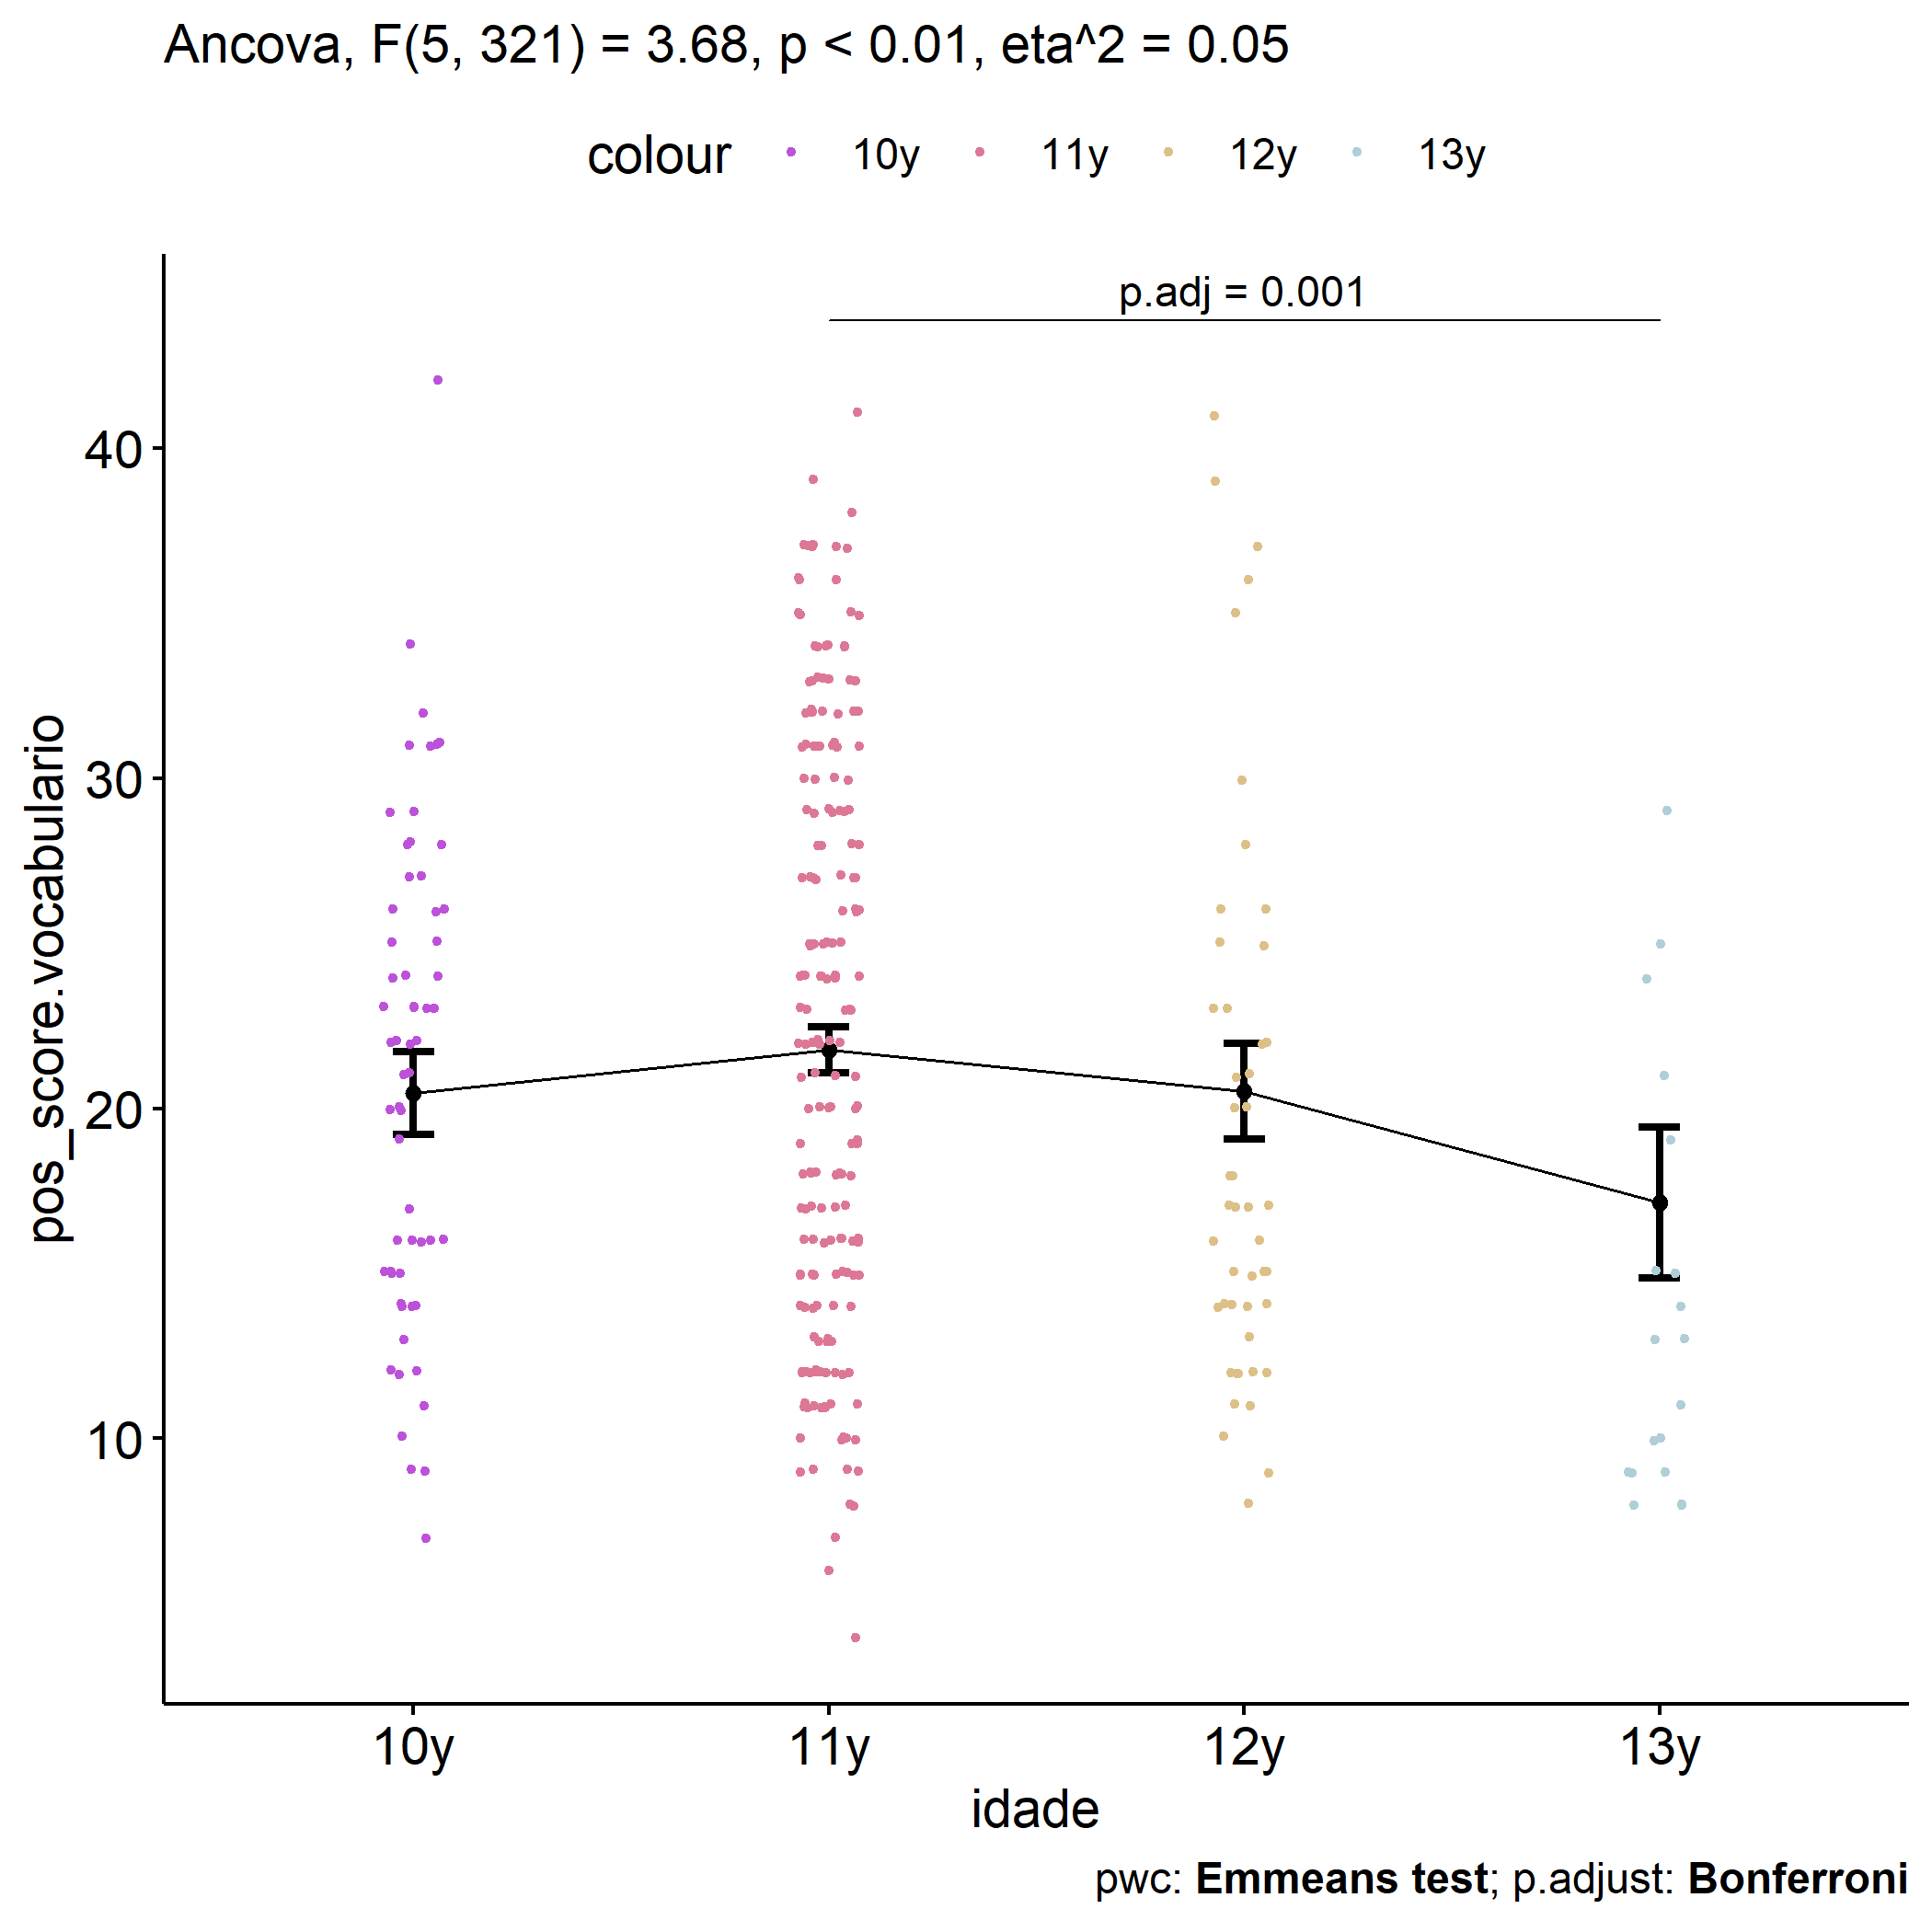 Ancova, F(5, 321) = 3.68, p < 0.01, eta^2 = 0.05
colour 10y 11y 12y 13y
p.adj = 0.001
40
30
20
10
pos_score.vocabulario
10y 11y 12y 13y
idade
pwc: Emmeans test; p.adjust: Bonferroni